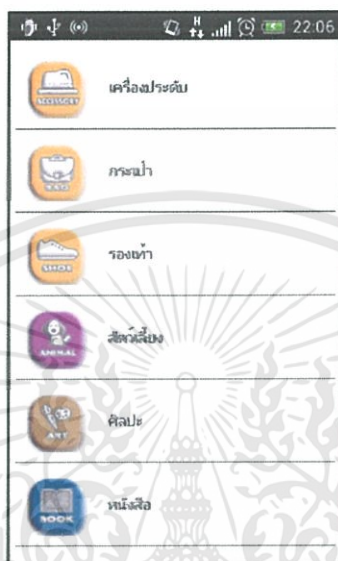 H 22:06
ACCESSORY
เครื่องประดับ
กระเป๋า
BAG
รองเท้า
SHOE
สัตว์เลี้ยง
ANIMAL
ศิลปะ
ART
หนังสือ
BOOK